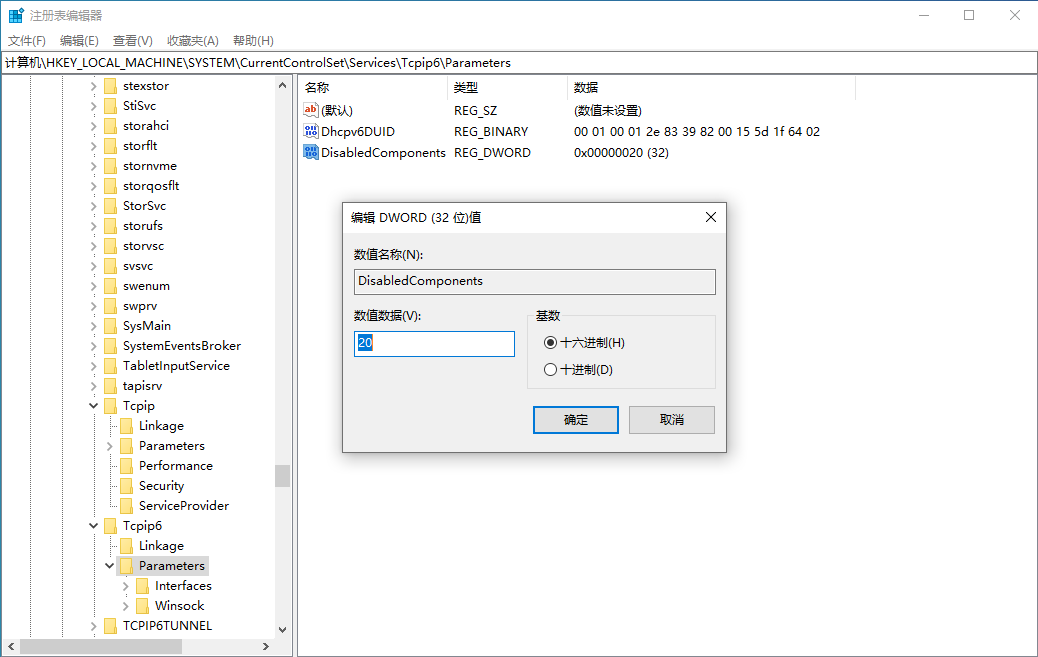 注册表编辑器
文件(F) 编辑(E) 查看(V) 收藏夹(A) 帮助(H)
计算机\HKEY_LOCAL_MACHINE\SYSTEM\CurrentControlSet\Services\Tcpip6\Parameters
stexstor
StiSvc
storahci
storflt
stornvme
storqosflt
StorSvc
storufs
storvsc
svsvc
swenum
swprv
SysMain
SystemEventsBroker
TabletInputService
tapisrv
Tcpip
Linkage
Parameters
Performance
Security
ServiceProvider
Tcpip6
Linkage
Parameters
Interfaces
Winsock
TCPIP6TUNNEL
名称 类型 数据
(默认) REG_SZ (数值未设置)
Dhcpv6DUID REG_BINARY 00 01 00 01 2e 83 39 82 00 15 5d 1f 64 02
DisabledComponents REG_DWORD 0x00000020 (32)
编辑 DWORD (32 位)值
数值名称(N):
DisabledComponents
数值数据(V):
20
基数
十六进制(H)
十进制(D)
确定 取消